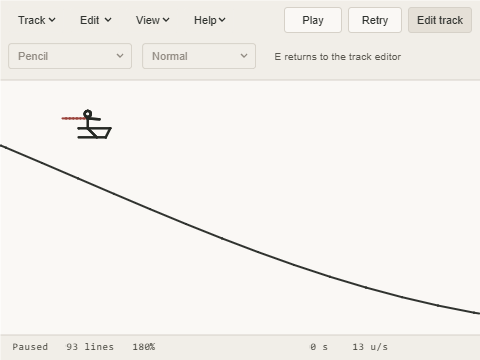 Track Edit View Help Play Retry Edit track
Pencil Normal E returns to the track editor
Paused 93 lines 180% 0 s 13 u/s